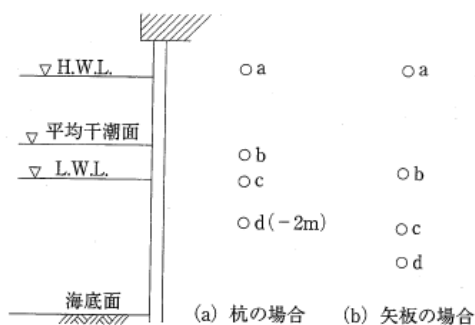 H.W.L.
平均干潮面
L.W.L.
海底面
a
b
c
d(−2m)
(a) 杭の場合
a
b
c
d
(b) 矢板の場合